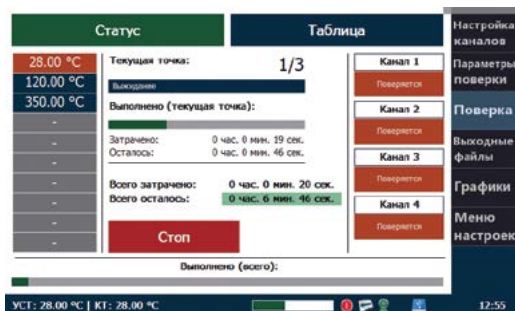 Статус
Таблица
28.00 °C
120.00 °C
350.00 °C
-
-
-
-
-
-
-
Текущая точка:
1/3
Выжидание
Выполнено (текущая точка):
Затрачено: 0 час. 0 мин. 19 сек.
Осталось: 0 час. 0 мин. 46 сек.
Всего затрачено: 0 час. 0 мин. 20 сек.
Всего осталось: 0 час. 6 мин. 46 сек.
Стоп
Канал 1
Поверяется
Канал 2
Поверяется
Канал 3
Поверяется
Канал 4
Поверяется
Выполнено (всего):
Настройка
каналов
Параметры
поверки
Поверка
Выходные
файлы
Графики
Меню
настроек
УСТ: 28.00 °C | КТ: 28.00 °C
12:55